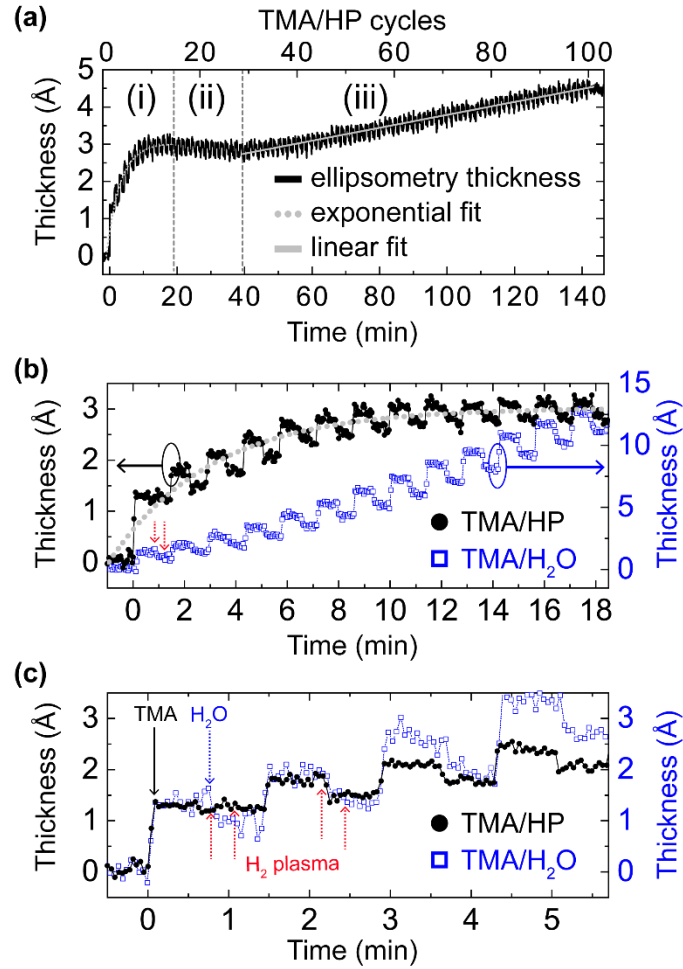 (a)
TMA/HP cycles
0 20 40 60 80 100
5
4
3
2
1
0
Thickness (Å)
(i) (ii) (iii)
ellipsometry thickness
exponential fit
linear fit
0 20 40 60 80 100 120 140
Time (min)
(b)
3
2
1
0
Thickness (Å)
15
10
5
0
Thickness (Å)
TMA/HP
TMA/H₂O
0 2 4 6 8 10 12 14 16 18
Time (min)
(c)
3
2
1
0
Thickness (Å)
TMA
H₂O
H₂ plasma
TMA/HP
TMA/H₂O
3
2
1
0
Thickness (Å)
0 1 2 3 4 5
Time (min)